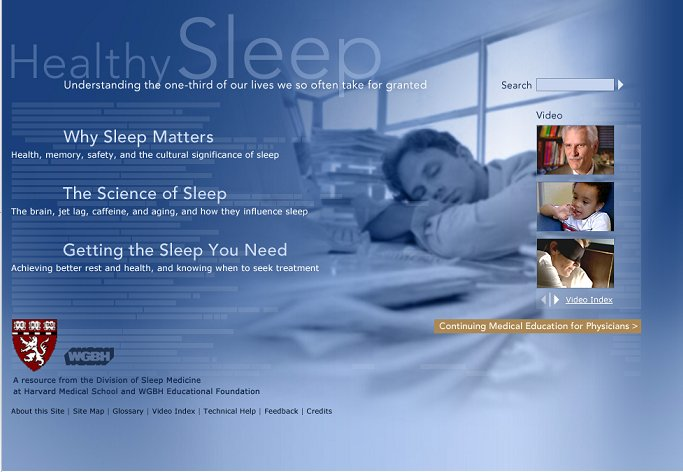 Healthy Sleep
Understanding the one-third of our lives we so often take for granted
Search
Video
Why Sleep Matters
Health, memory, safety, and the cultural significance of sleep
The Science of Sleep
The brain, jet lag, caffeine, and aging, and how they influence sleep
Getting the Sleep You Need
Achieving better rest and health, and knowing when to seek treatment
Video Index
Continuing Medical Education for Physicians >
WGBH
A resource from the Division of Sleep Medicine
at Harvard Medical School and WGBH Educational Foundation
About this Site | Site Map | Glossary | Video Index | Technical Help | Feedback | Credits